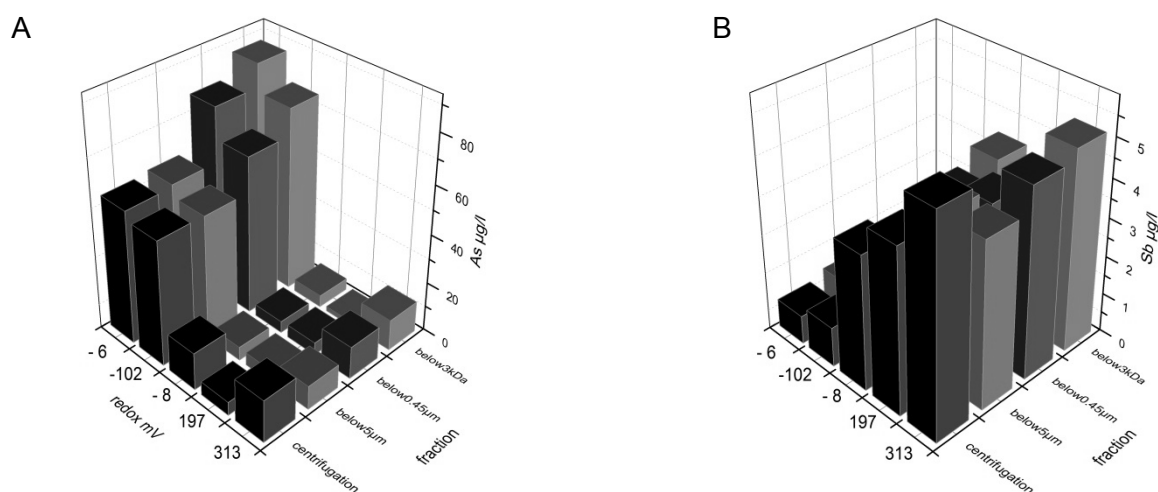 A
80
60
40
20
0
As µg/l
- 6
-102
- 8
197
313
redox mV
below3kDa
below0.45µm
below5µm
centrifugation
fraction
B
5
4
3
2
1
0
Sb µg/l
- 6
-102
- 8
197
313
redox mV
below3kDa
below0.45µm
below5µm
centrifugation
fraction